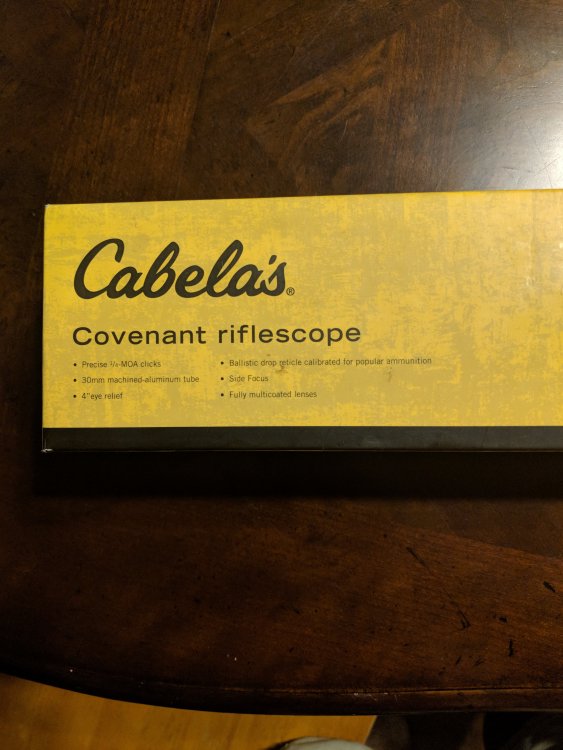 Cabela's®
Covenant riflescope
• Precise 1/4-MOA clicks
• 30mm machined-aluminum tube
• 4"eye relief
• Ballistic drop reticle calibrated for popular ammunition
• Side Focus
• Fully multicoated lenses